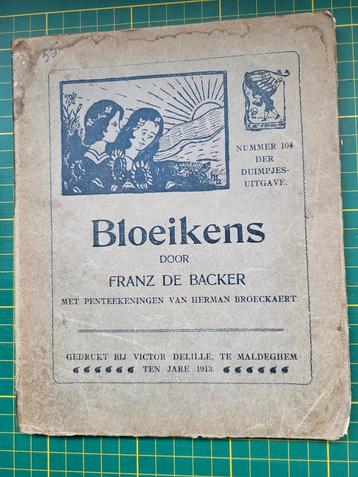 NUMMER 104
DER
DUIMPJES-
UITGAVE.
Bloeikens
DOOR
FRANZ DE BACKER
MET PENTEEKENINGEN VAN HERMAN BROECKAERT.
GEDRUKT BIJ VICTOR DELILLE, TE MALDEGHEM
TEN JARE 1913.